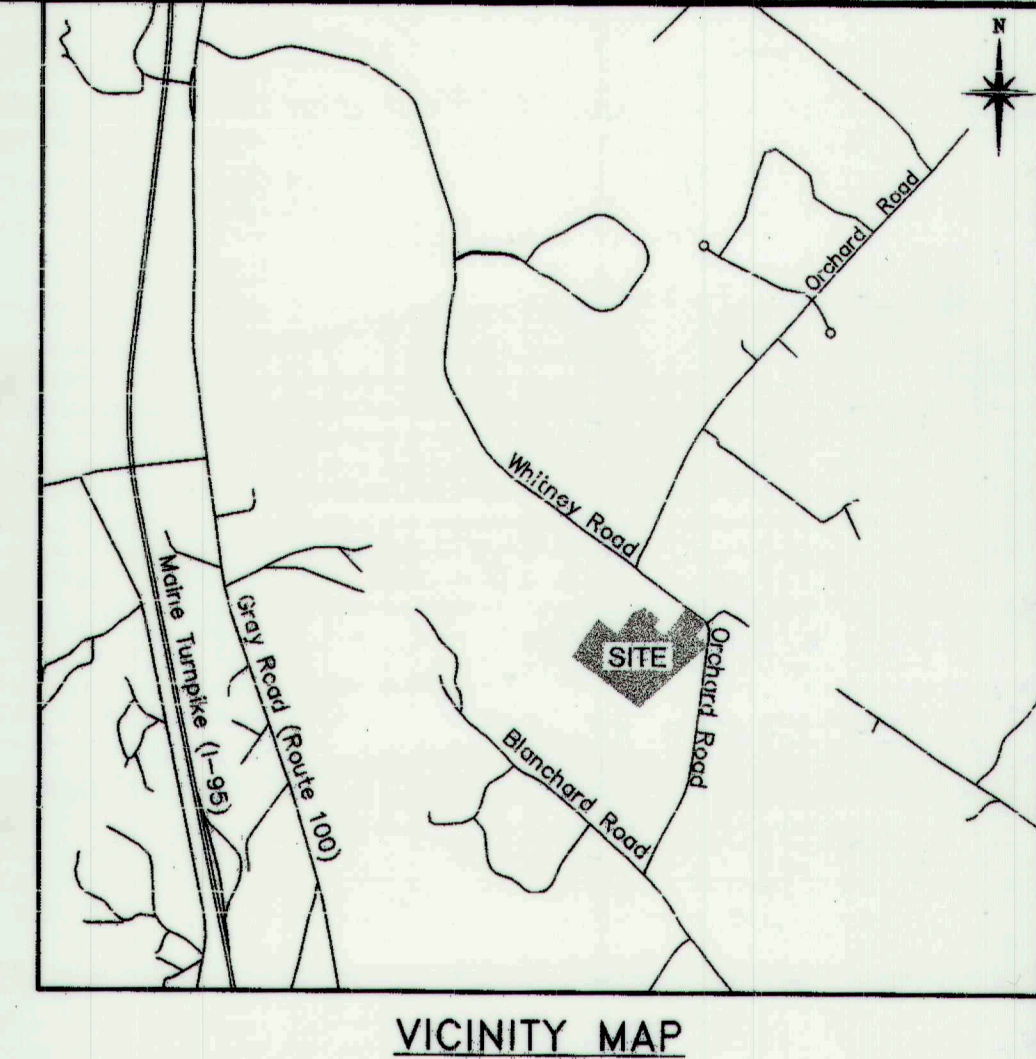 N
Orchard Road
Whitney Road
Maine Turnpike (I-95)
Gray Road (Route 100)
SITE
Orchard Road
Blanchard Road
VICINITY MAP